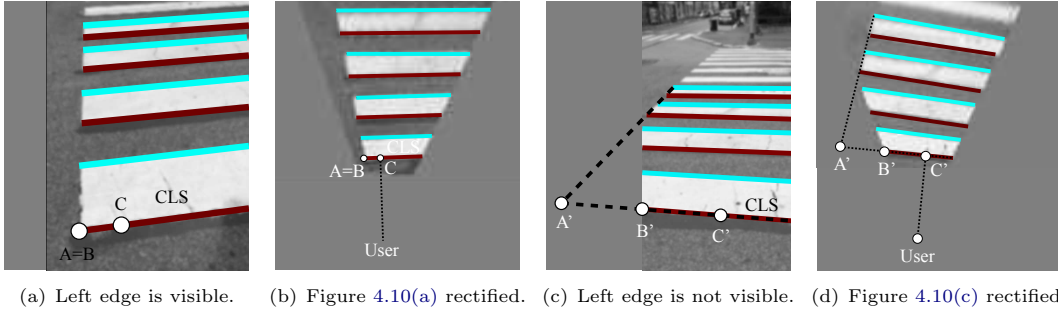 CLS
C
A=B
CLS
A=B
C
User
A'
B'
C'
CLS
A'
B'
C'
User
(a) Left edge is visible.
(b) Figure 4.10(a) rectified.
(c) Left edge is not visible.
(d) Figure 4.10(c) rectified